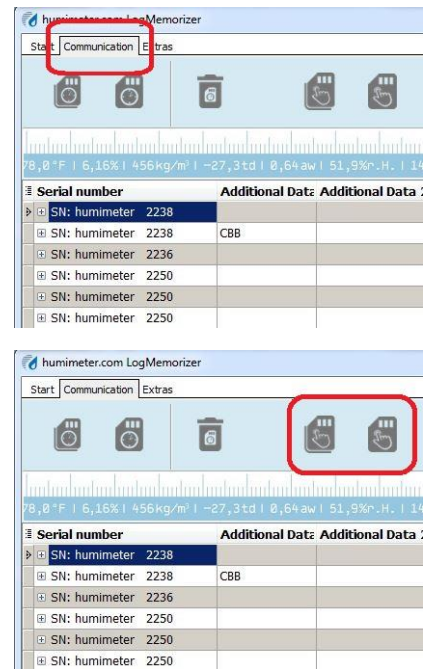 humimeter.com LogMemorizer
Start Communication Extras
78,0°F | 6,16% | 456kg/m³ | -27,3td | 0,64aw | 51,9%r.H. | 14
Serial number Additional Data Additional Data 2
SN: humimeter 2238
SN: humimeter 2238 CBB
SN: humimeter 2236
SN: humimeter 2250
SN: humimeter 2250
SN: humimeter 2250
humimeter.com LogMemorizer
Start Communication Extras
78,0°F | 6,16% | 456kg/m³ | -27,3td | 0,64aw | 51,9%r.H. | 14
Serial number Additional Data Additional Data 2
SN: humimeter 2238
SN: humimeter 2238 CBB
SN: humimeter 2236
SN: humimeter 2250
SN: humimeter 2250
SN: humimeter 2250